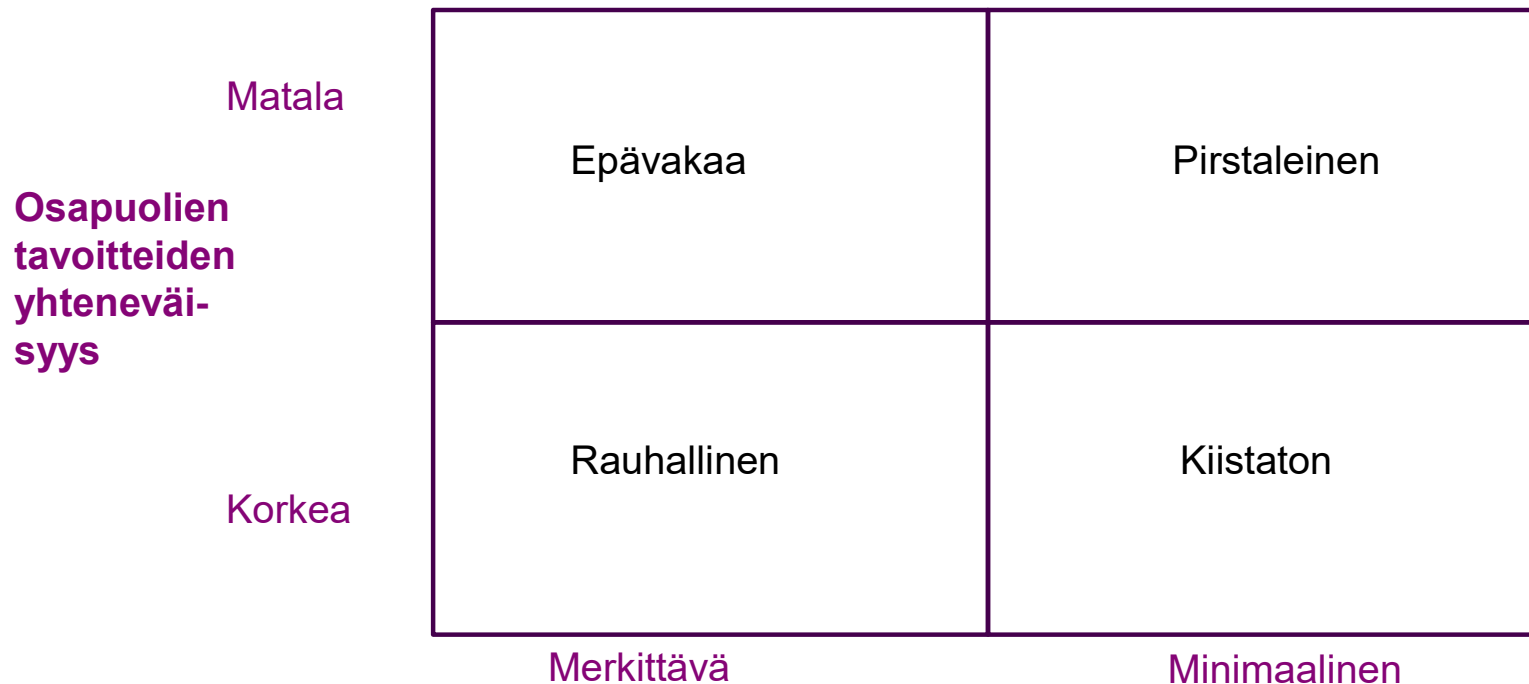 Matala
Epävakaa
Pirstaleinen
Osapuolien
tavoitteiden
yhteneväi-
syys
Rauhallinen
Kiistaton
Korkea
Merkittävä
Minimaalinen